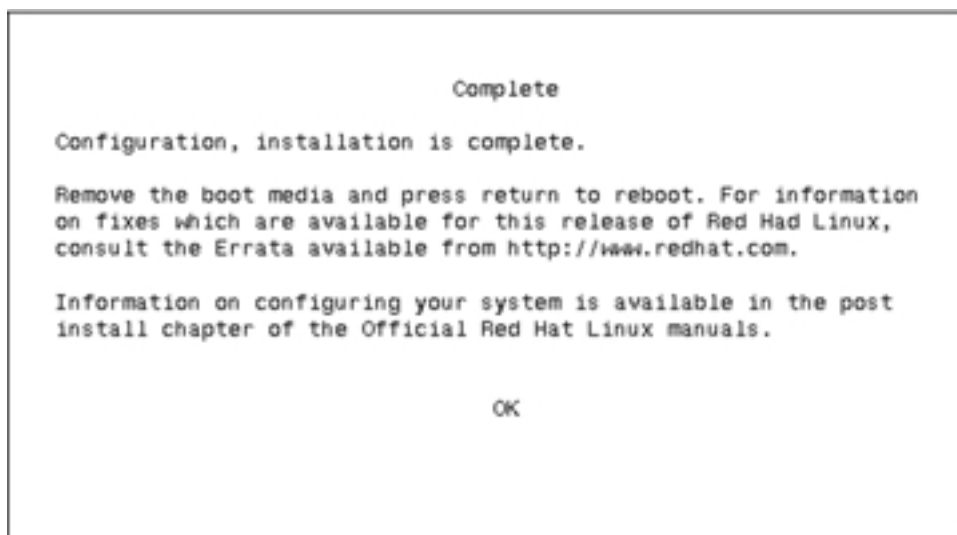 Complete
Configuration, installation is complete.
Remove the boot media and press return to reboot. For information
on fixes which are available for this release of Red Had Linux,
consult the Errata available from http://www.redhat.com.
Information on configuring your system is available in the post
install chapter of the Official Red Hat Linux manuals.
OK